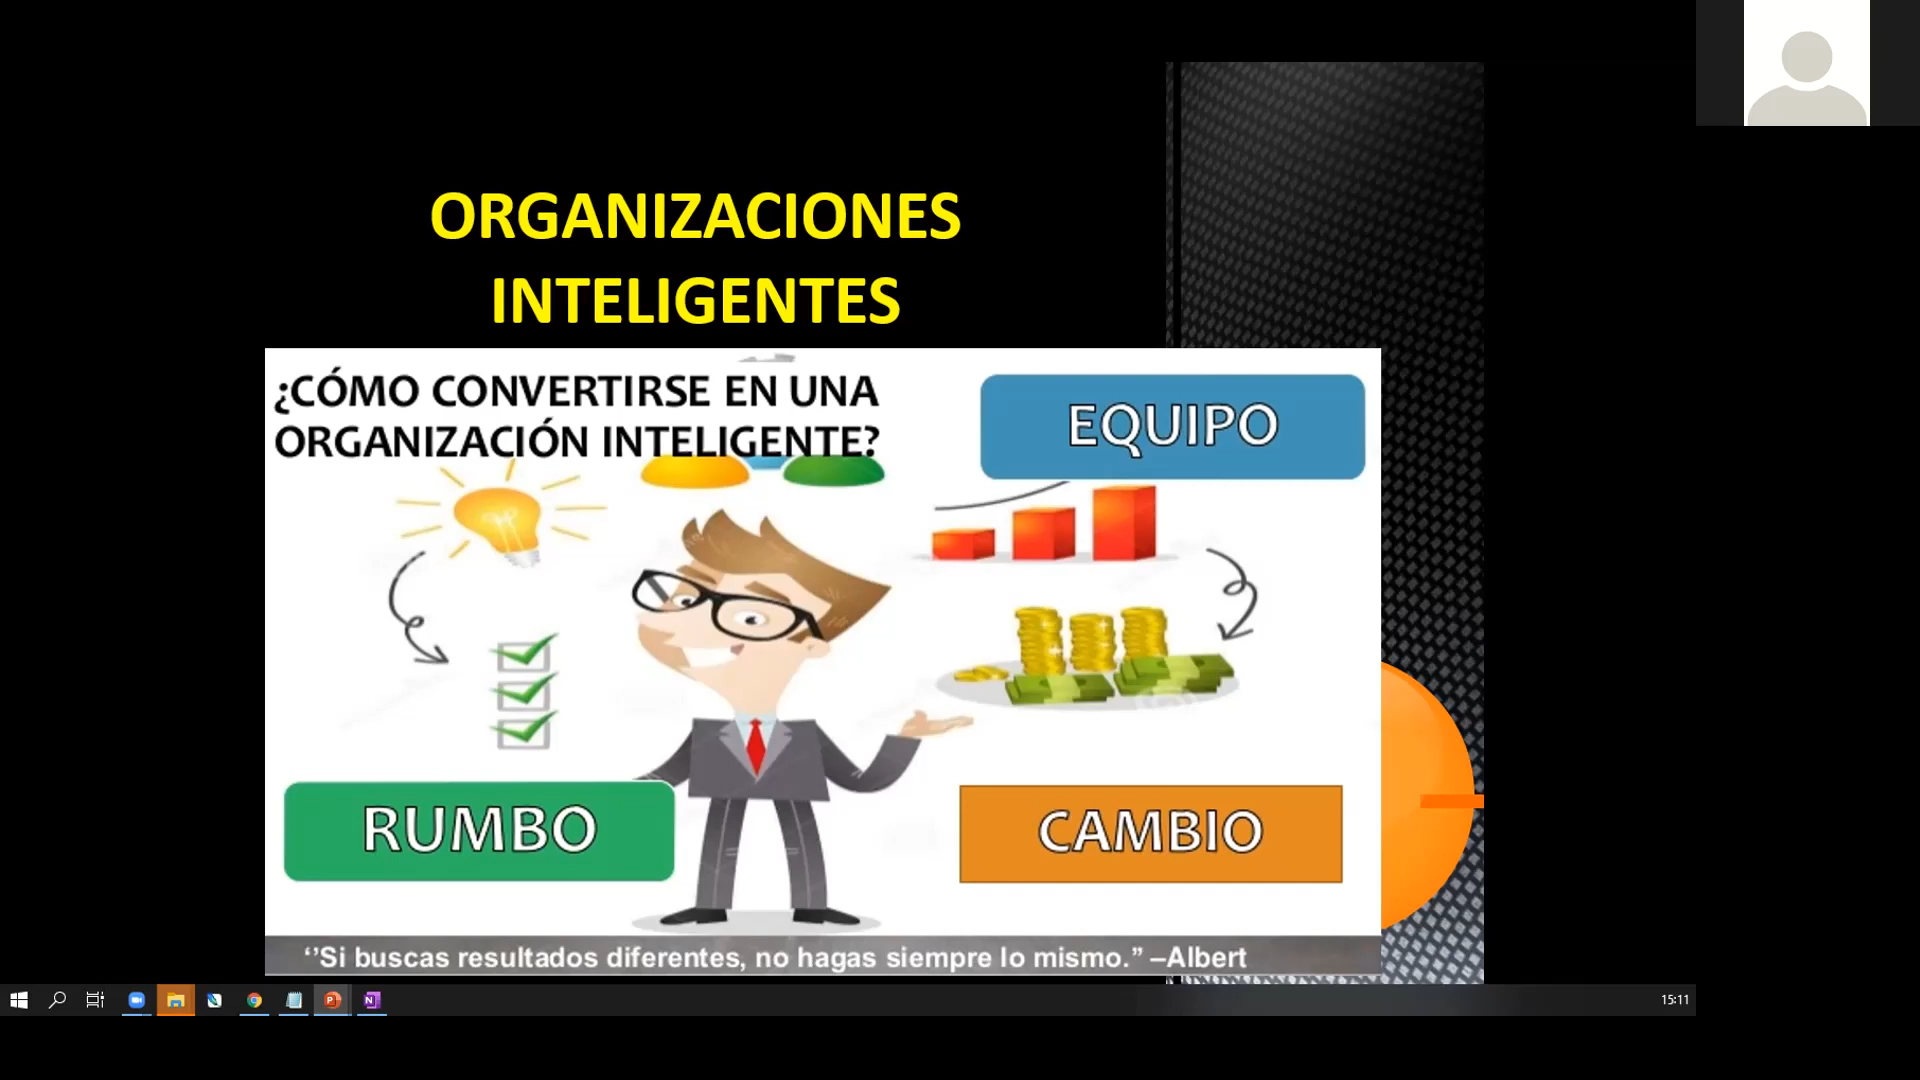 ORGANIZACIONES
INTELIGENTES
¿CÓMO CONVERTIRSE EN UNA
ORGANIZACIÓN INTELIGENTE?
EQUIPO
RUMBO
CAMBIO
‘’Si buscas resultados diferentes, no hagas siempre lo mismo.” –Albert
15:11